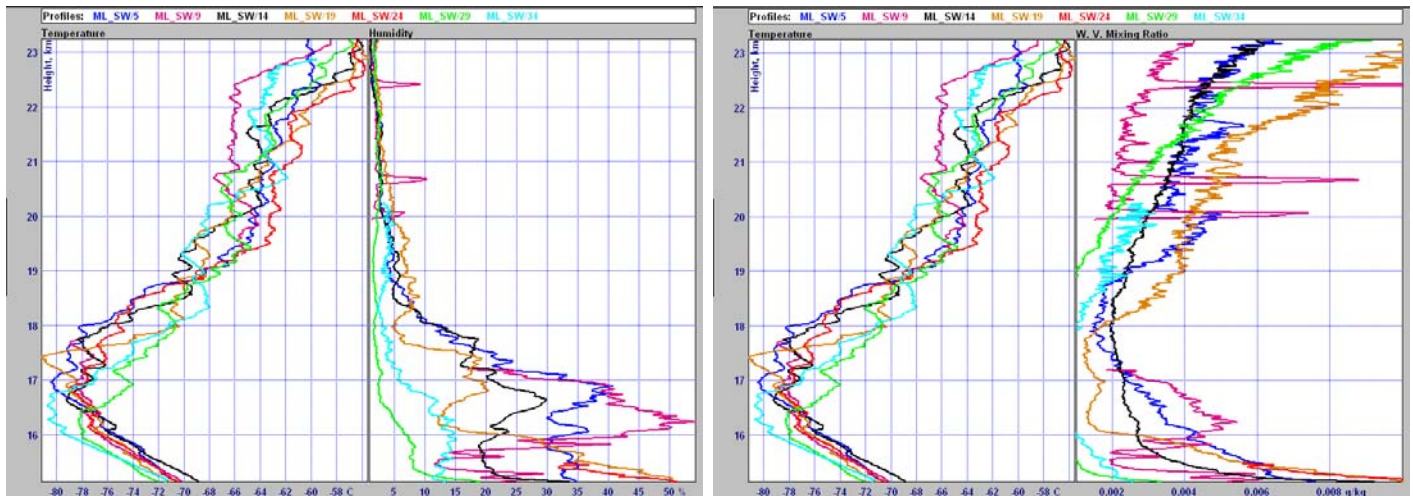 Profiles: ML_SW/5 ML_SW/9 ML_SW/14 ML_SW/19 ML_SW/24 ML_SW/29 ML_SW/34
Temperature Humidity
Height, km
23
22
21
20
19
18
17
16
-80 -78 -76 -74 -72 -70 -68 -66 -64 -62 -60 -58 C 5 10 15 20 25 30 35 40 45 50 %
Profiles: ML_SW/5 ML_SW/9 ML_SW/14 ML_SW/19 ML_SW/24 ML_SW/29 ML_SW/34
Temperature W. V. Mixing Ratio
Height, km
23
22
21
20
19
18
17
16
-80 -78 -76 -74 -72 -70 -68 -66 -64 -62 -60 -58 C 0.002 0.004 0.006 0.008 g/kg